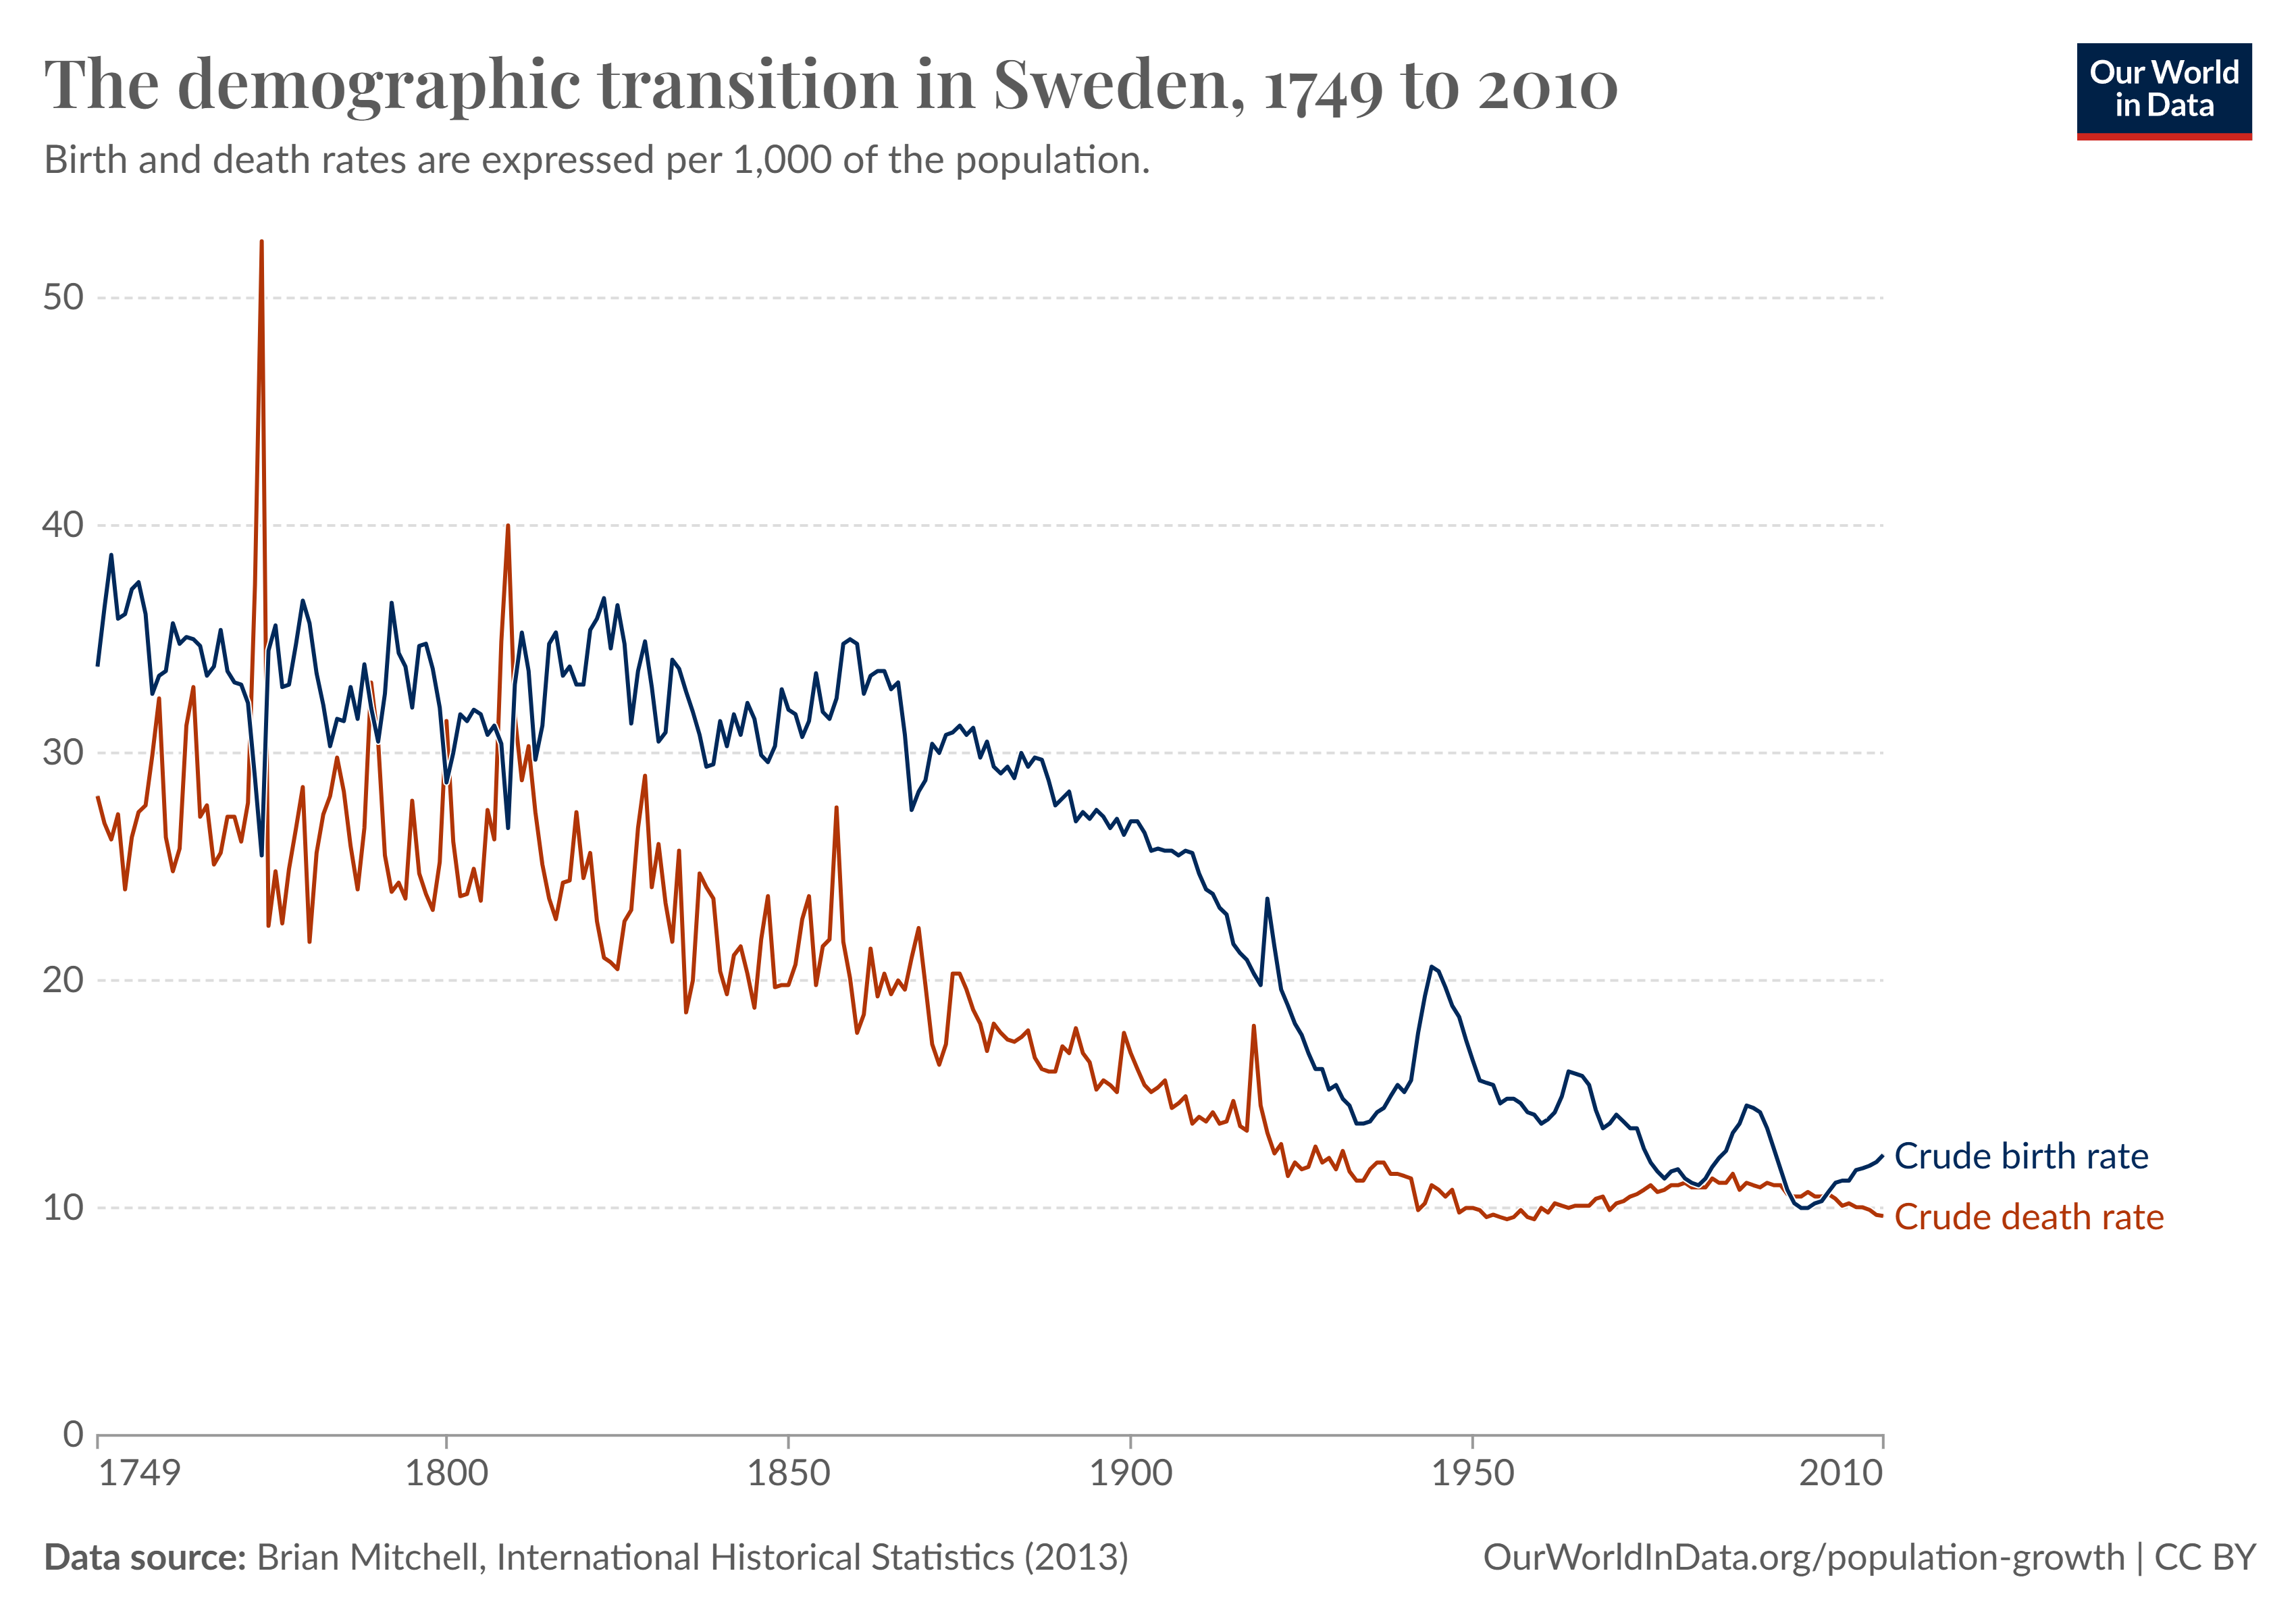 The demographic transition in Sweden, 1749 to 2010
Our World
in Data
Birth and death rates are expressed per 1,000 of the population.
50
40
30
20
10
0
Crude birth rate
Crude death rate
1749
1800
1850
1900
1950
2010
Data source: Brian Mitchell, International Historical Statistics (2013)
OurWorldInData.org/population-growth | CC BY